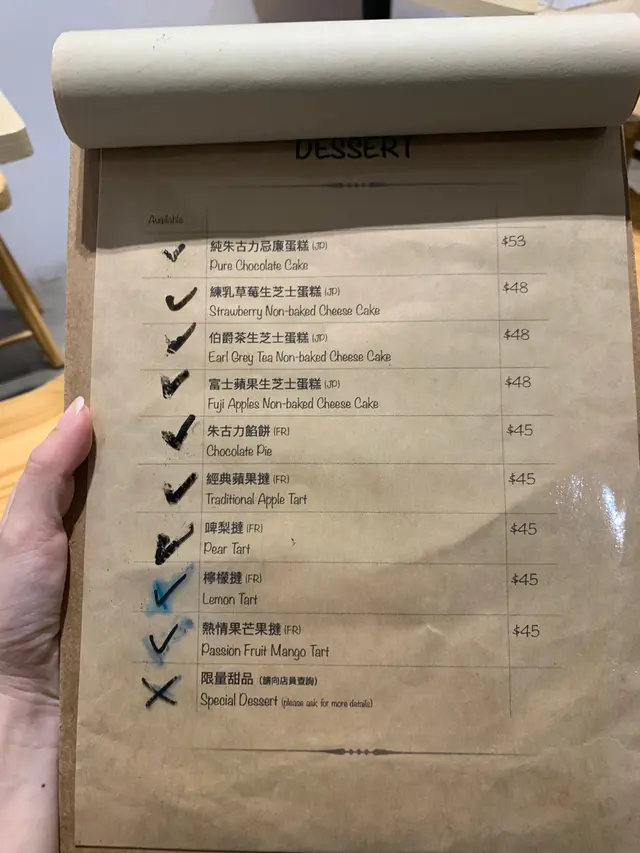 DESSERT
Available
純朱古力忌廉蛋糕 (JP) $53
Pure Chocolate Cake
練乳草莓生芝士蛋糕 (JP) $48
Strawberry Non-baked Cheese Cake
伯爵茶生芝士蛋糕 (JP) $48
Earl Grey Tea Non-baked Cheese Cake
富士蘋果生芝士蛋糕 (JP) $48
Fuji Apples Non-baked Cheese Cake
朱古力餡餅 (FR) $45
Chocolate Pie
經典蘋果撻 (FR) $45
Traditional Apple Tart
啤梨撻 (FR) $45
Pear Tart
檸檬撻 (FR) $45
Lemon Tart
熱情果芒果撻 (FR) $45
Passion Fruit Mango Tart
限量甜品 (請向店員查詢)
Special Dessert (please ask for more details)